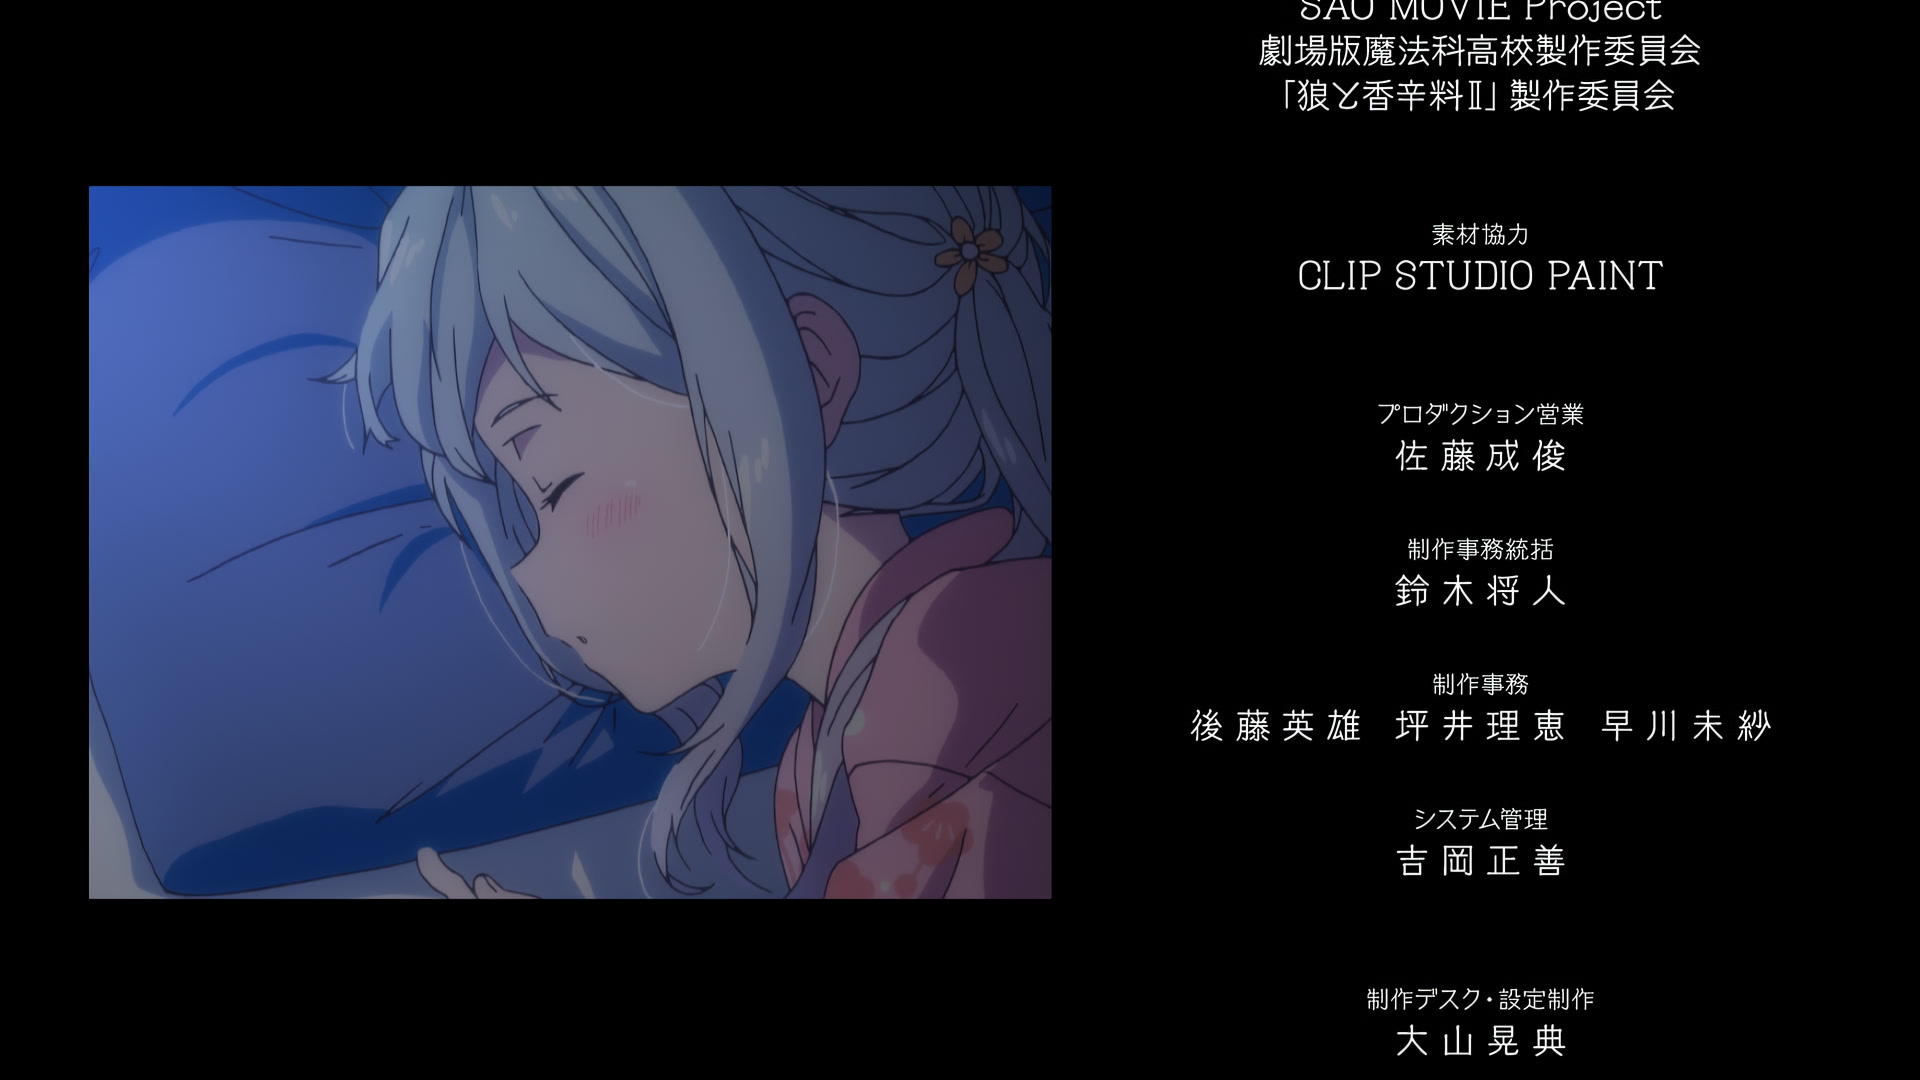 SAO MOVIE Project
劇場版魔法科高校製作委員会
「狼と香辛料Ⅱ」製作委員会
素材協力
CLIP STUDIO PAINT
プロダクション営業
佐藤成俊
制作事務統括
鈴木将人
制作事務
後藤英雄 坪井理恵 早川未紗
システム管理
吉岡正善
制作デスク・設定制作
大山晃典